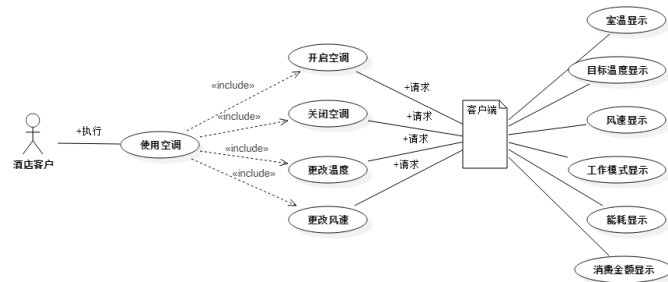 室温显示
开启空调
目标温度显示
«include»
+请求
客户端
«include»
关闭空调
+请求
风速显示
+执行
+请求
使用空调
«include»
酒店客户
更改温度
+请求
工作模式显示
«include»
更改风速
能耗显示
消费金额显示